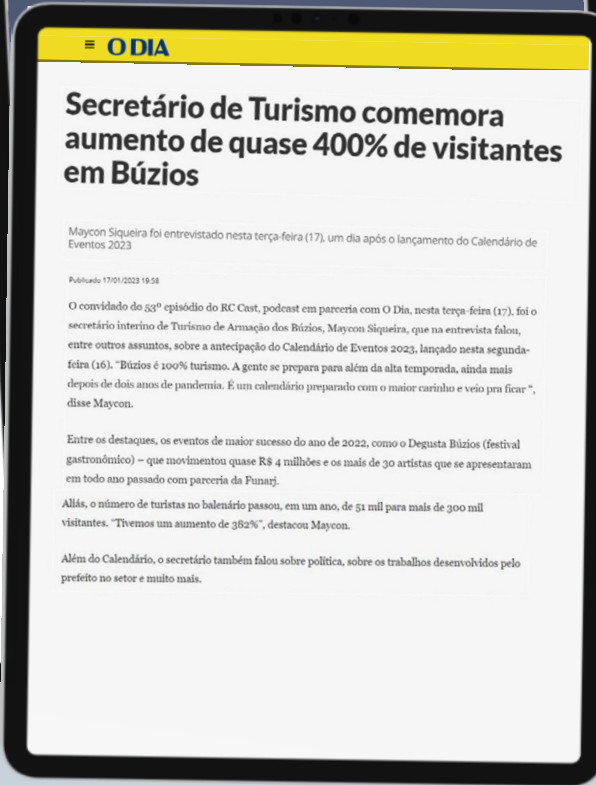 ≡ O DIA
Secretário de Turismo comemora
aumento de quase 400% de visitantes
em Búzios
Maycon Siqueira foi entrevistado nesta terça-feira (17), um dia após o lançamento do Calendário de
Eventos 2023
Publicado 17/01/2023 19:58
O convidado do 53º episódio do RC Cast, podcast em parceria com O Dia, nesta terça-feira (17), foi o
secretário interino de Turismo de Armação dos Búzios, Maycon Siqueira, que na entrevista falou,
entre outros assuntos, sobre a antecipação do Calendário de Eventos 2023, lançado nesta segunda-
feira (16). “Búzios é 100% turismo. A gente se prepara para além da alta temporada, ainda mais
depois de dois anos de pandemia. É um calendário preparado com o maior carinho e veio pra ficar “,
disse Maycon.
Entre os destaques, os eventos de maior sucesso do ano de 2022, como o Degusta Búzios (festival
gastronômico) – que movimentou quase R$ 4 milhões e os mais de 30 artistas que se apresentaram
em todo ano passado com parceria da Funarj.
Aliás, o número de turistas no balenário passou, em um ano, de 51 mil para mais de 300 mil
visitantes. “Tivemos um aumento de 382%”, destacou Maycon.
Além do Calendário, o secretário também falou sobre política, sobre os trabalhos desenvolvidos pelo
prefeito no setor e muito mais.